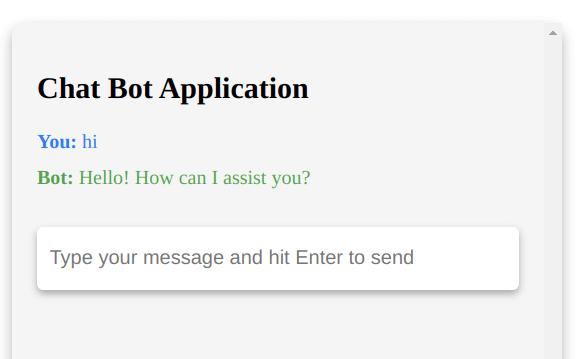 Chat Bot Application
You: hi
Bot: Hello! How can I assist you?
Type your message and hit Enter to send